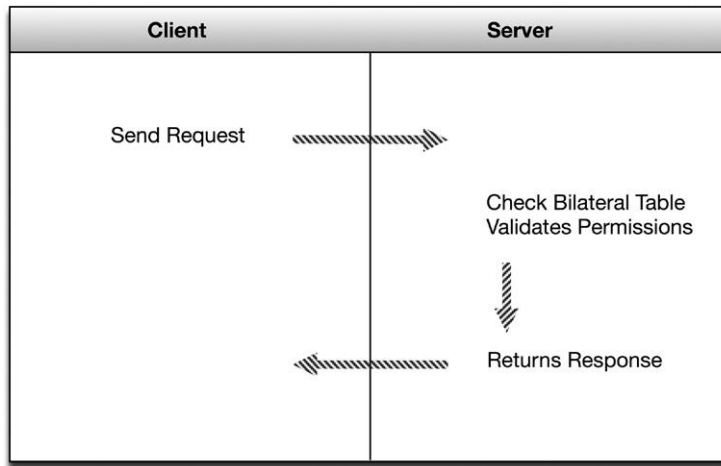 Client
Server
Send Request
Check Bilateral Table
Validates Permissions
Returns Response